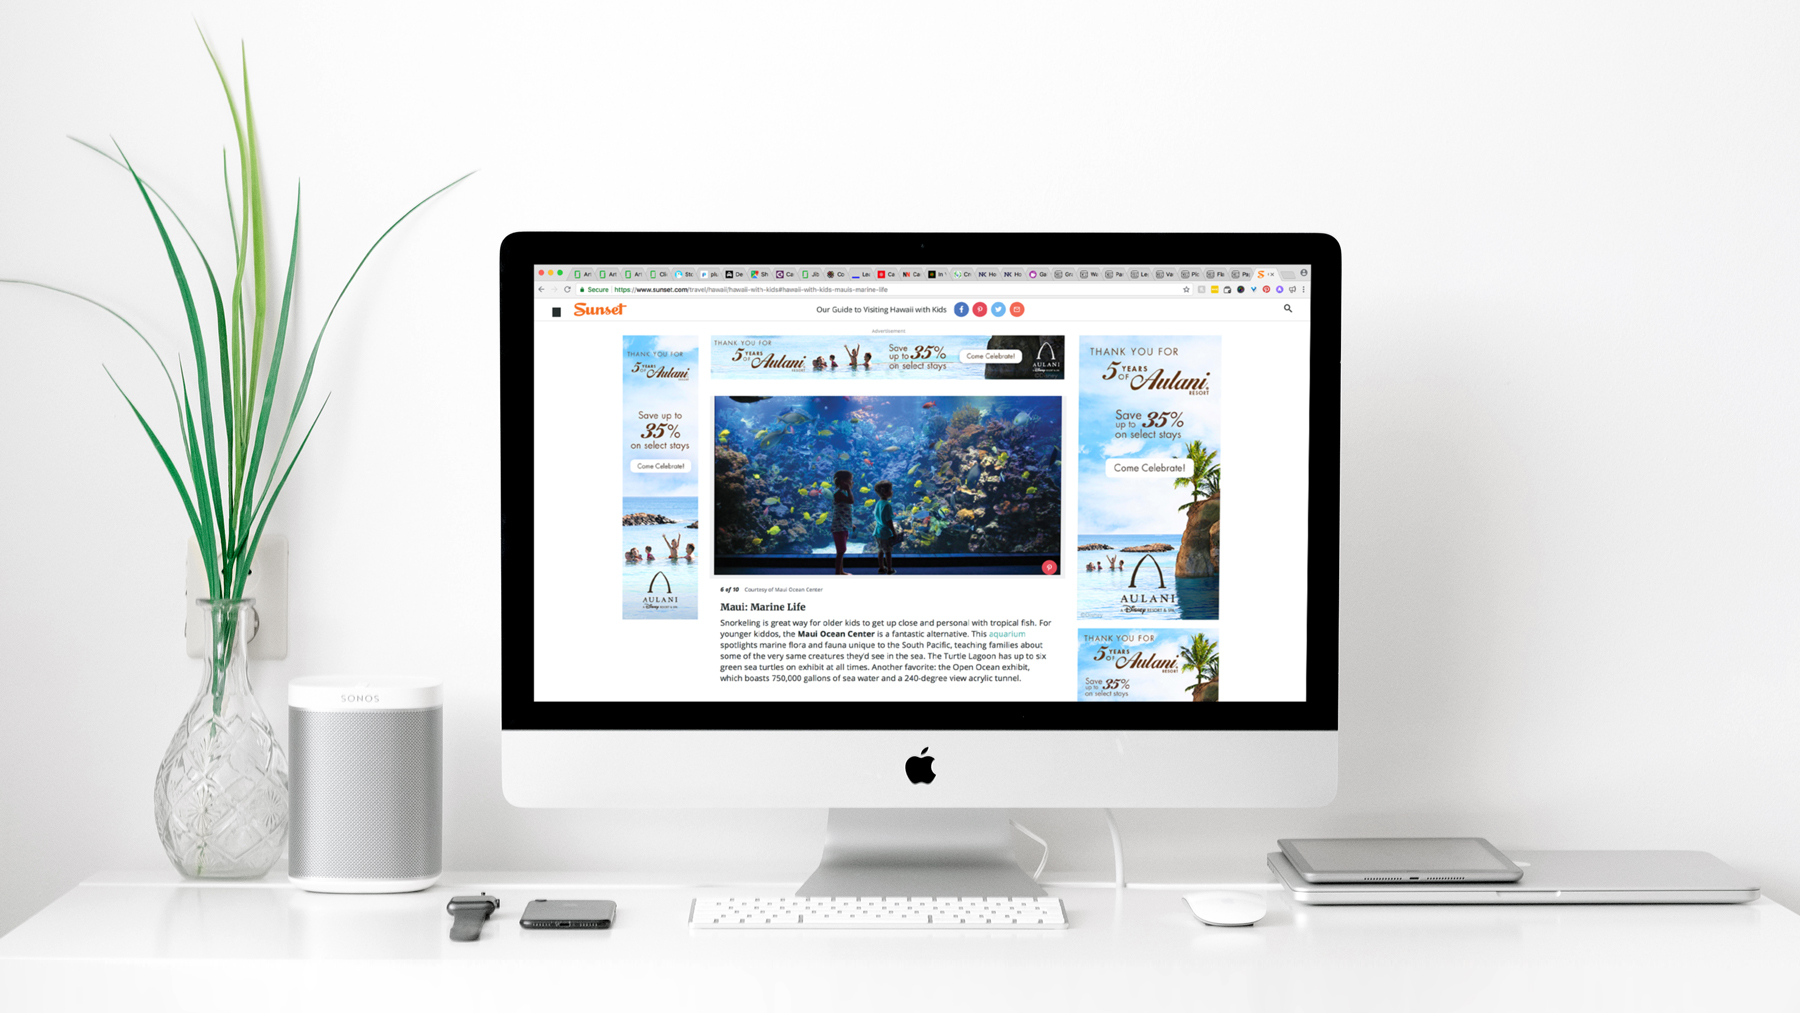 Secure https://www.sunset.com/travel/hawaii/hawaii-with-kids#hawaii-with-kids-mauis-marine-life
Sunset
Our Guide to Visiting Hawaii with Kids
Advertisement
THANK YOU FOR
5 YEARS OF Aulani
RESORT
Save up to
35%
on select stays
Come Celebrate!
AULANI
A Disney RESORT & SPA
THANK YOU FOR
5 YEARS OF Aulani
RESORT
Save up to 35%
on select stays
Come Celebrate!
AULANI
THANK YOU FOR
5 YEARS OF Aulani
RESORT
Save up to 35%
on select stays
Come Celebrate!
AULANI
A Disney RESORT & SPA
6 of 10 Courtesy of Maui Ocean Center
Maui: Marine Life
Snorkeling is great way for older kids to get up close and personal with tropical fish. For
younger kiddos, the Maui Ocean Center is a fantastic alternative. This aquarium
spotlights marine flora and fauna unique to the South Pacific, teaching families about
some of the very same creatures they'd see in the sea. The Turtle Lagoon has up to six
green sea turtles on exhibit at all times. Another favorite: the Open Ocean exhibit,
which boasts 750,000 gallons of sea water and a 240-degree view acrylic tunnel.
THANK YOU FOR
5 YEARS OF Aulani
RESORT
Save up to 35%
on select stays
SONOS